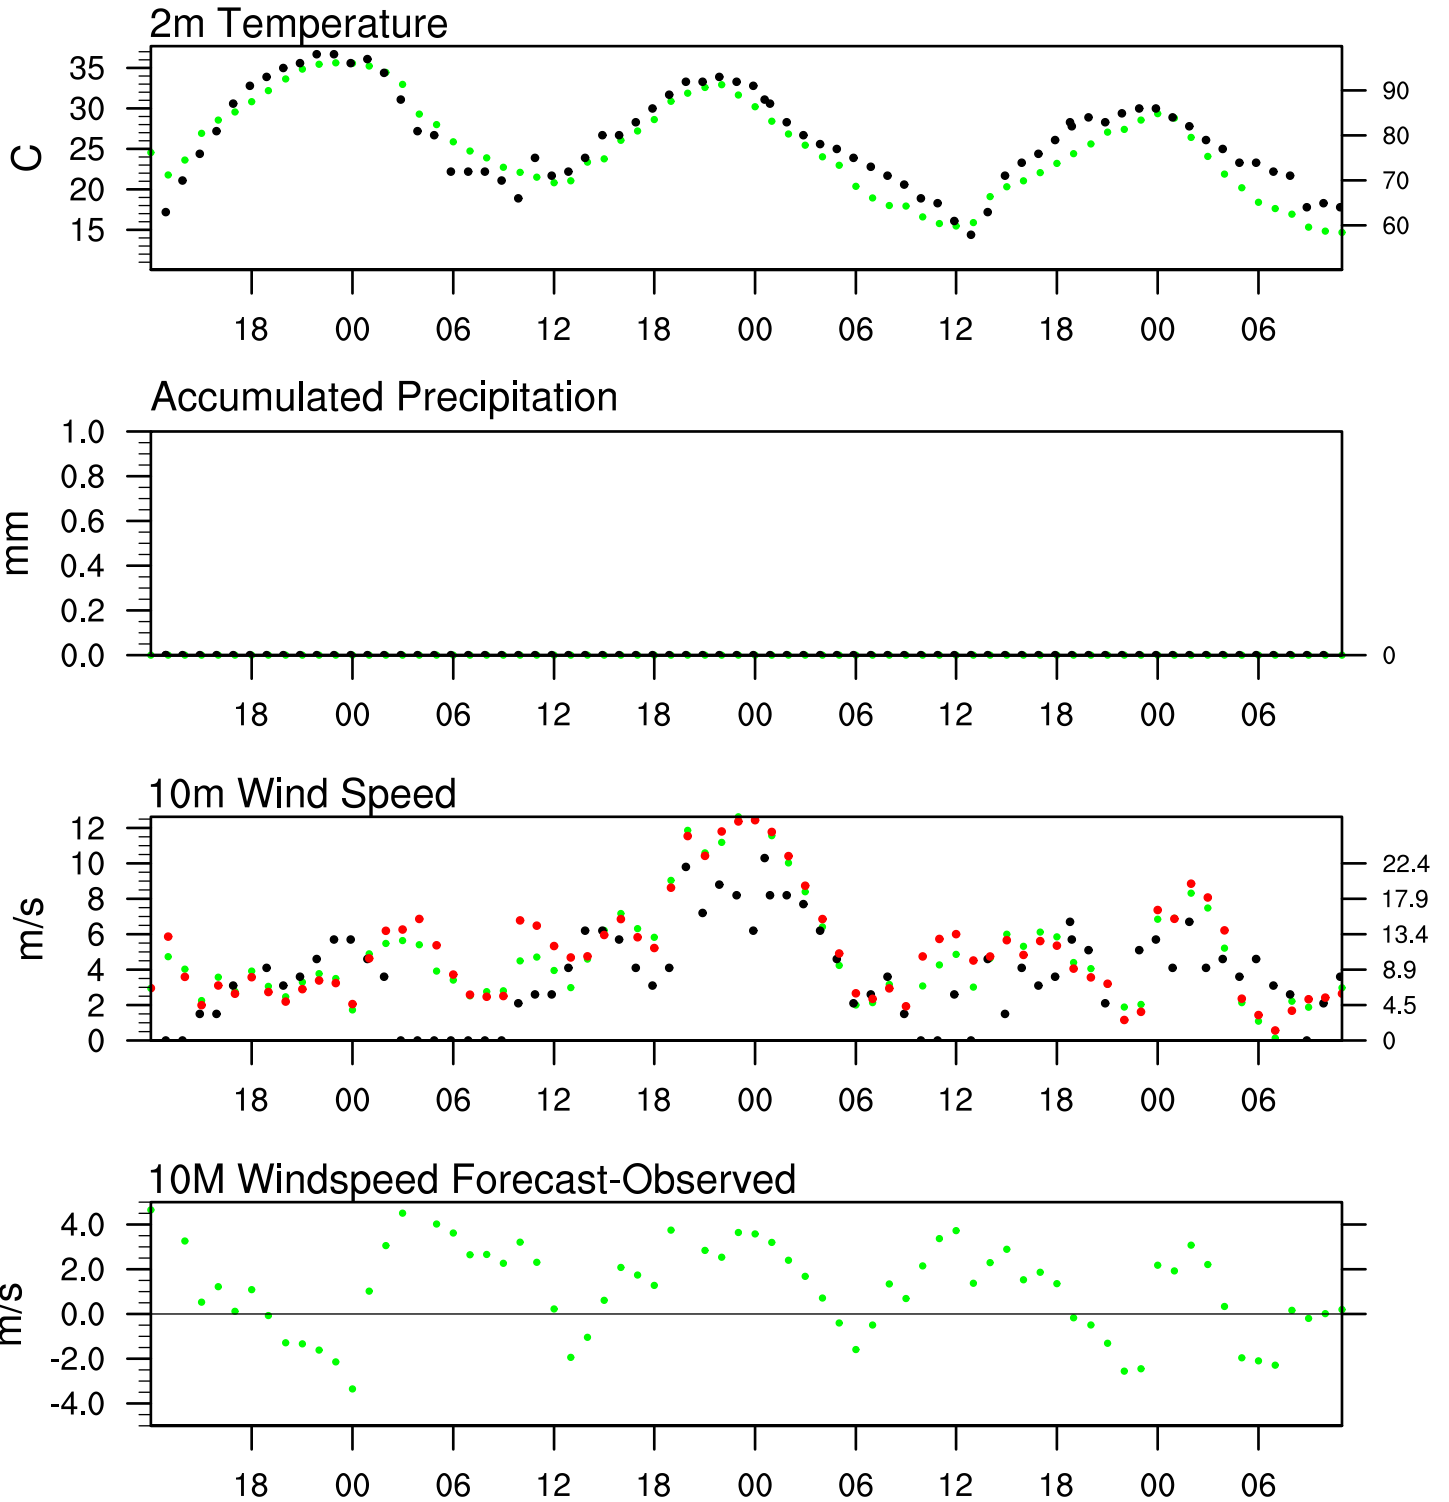 2m Temperature
35
30
25
20
15
C
90
80
70
60
18 00 06 12 18 00 06 12 18 00 06
Accumulated Precipitation
1.0
0.8
0.6
0.4
0.2
0.0
mm
0
18 00 06 12 18 00 06 12 18 00 06
10m Wind Speed
12
10
8
6
4
2
0
m/s
22.4
17.9
13.4
8.9
4.5
0
18 00 06 12 18 00 06 12 18 00 06
10M Windspeed Forecast-Observed
4.0
2.0
0.0
-2.0
-4.0
m/s
18 00 06 12 18 00 06 12 18 00 06